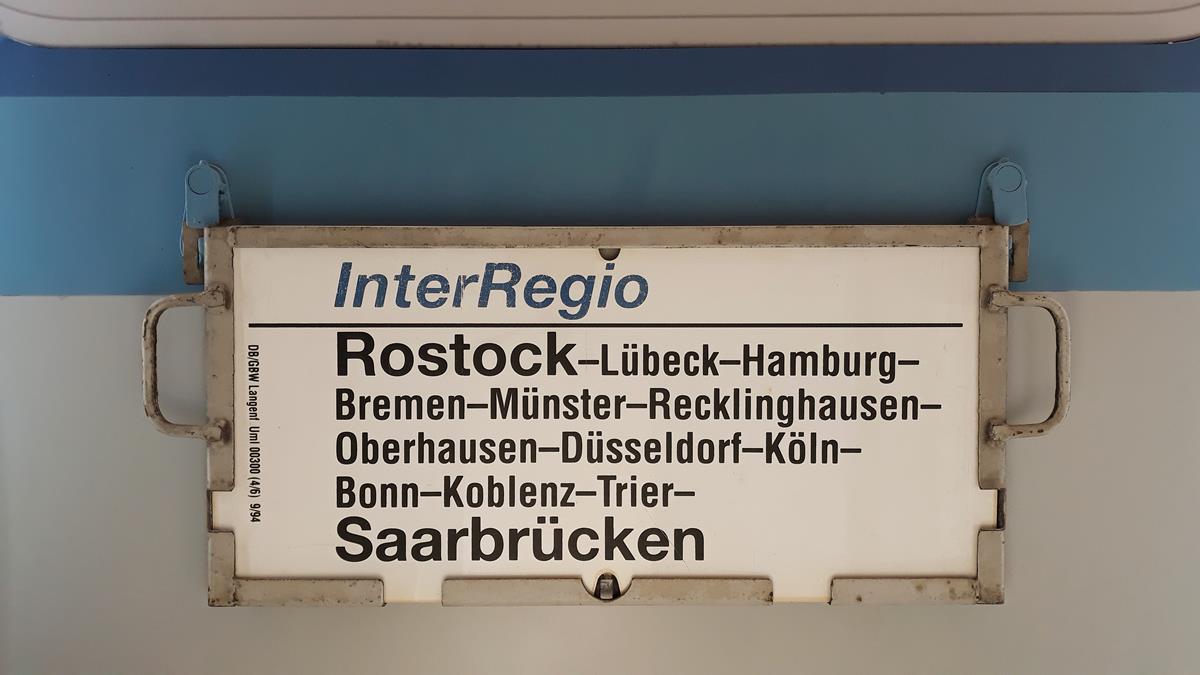 InterRegio
Rostock–Lübeck–Hamburg–
Bremen–Münster–Recklinghausen–
Oberhausen–Düsseldorf–Köln–
Bonn–Koblenz–Trier–
Saarbrücken
DB/GBW Langenf. Uml 00300 (4/6) 9/94